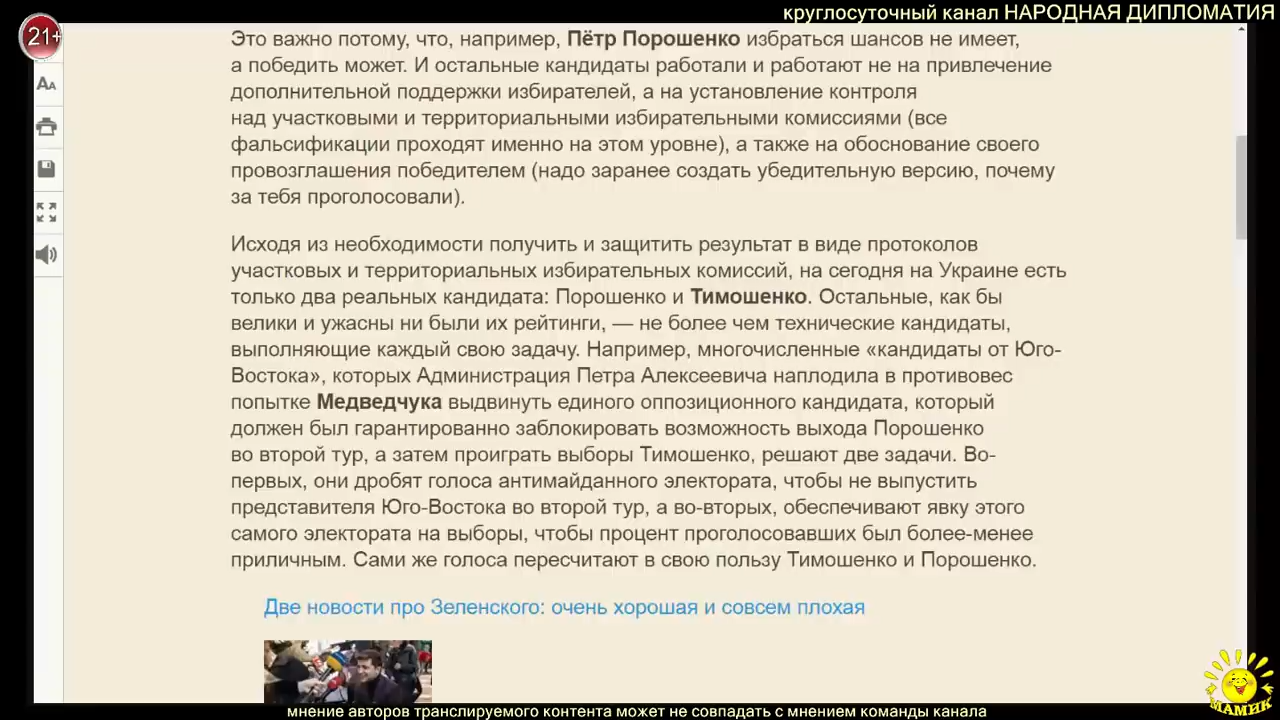 круглосуточный канал НАРОДНАЯ ДИПЛОМАТИЯ
21+
Это важно потому, что, например, Пётр Порошенко избраться шансов не имеет,
а победить может. И остальные кандидаты работали и работают не на привлечение
дополнительной поддержки избирателей, а на установление контроля
над участковыми и территориальными избирательными комиссиями (все
фальсификации проходят именно на этом уровне), а также на обоснование своего
провозглашения победителем (надо заранее создать убедительную версию, почему
за тебя проголосовали).
Исходя из необходимости получить и защитить результат в виде протоколов
участковых и территориальных избирательных комиссий, на сегодня на Украине есть
только два реальных кандидата: Порошенко и Тимошенко. Остальные, как бы
велики и ужасны ни были их рейтинги, — не более чем технические кандидаты,
выполняющие каждый свою задачу. Например, многочисленные «кандидаты от Юго-
Востока», которых Администрация Петра Алексеевича наплодила в противовес
попытке Медведчука выдвинуть единого оппозиционного кандидата, который
должен был гарантированно заблокировать возможность выхода Порошенко
во второй тур, а затем проиграть выборы Тимошенко, решают две задачи. Во-
первых, они дробят голоса антимайданного электората, чтобы не выпустить
представителя Юго-Востока во второй тур, а во-вторых, обеспечивают явку этого
самого электората на выборы, чтобы процент проголосовавших был более-менее
приличным. Сами же голоса пересчитают в свою пользу Тимошенко и Порошенко.
Две новости про Зеленского: очень хорошая и совсем плохая
МАМИК
мнение авторов транслируемого контента может не совпадать с мнением команды канала